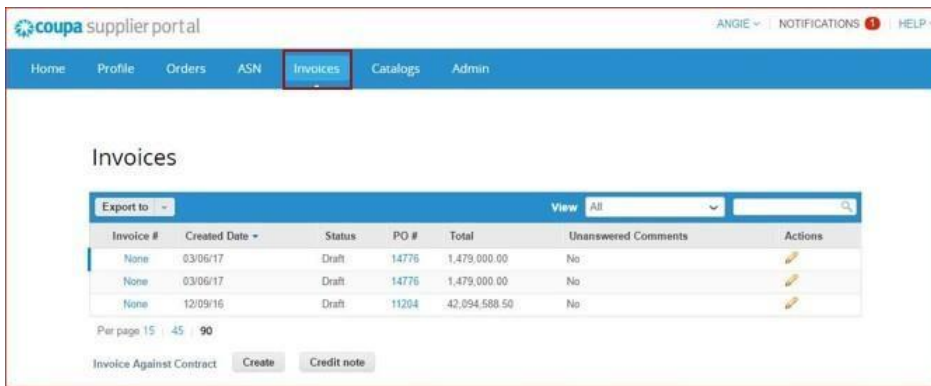 coupa supplier portal
ANGIE NOTIFICATIONS 1 HELP
Home Profile Orders ASN Invoices Catalogs Admin
Invoices
Export to View All
Invoice # Created Date Status PO # Total Unanswered Comments Actions
None 03/06/17 Draft 14776 1,479,000.00 No
None 03/06/17 Draft 14776 1,479,000.00 No
None 12/09/16 Draft 11204 42,094,588.50 No
Per page 15 | 45 | 90
Invoice Against Contract Create Credit note